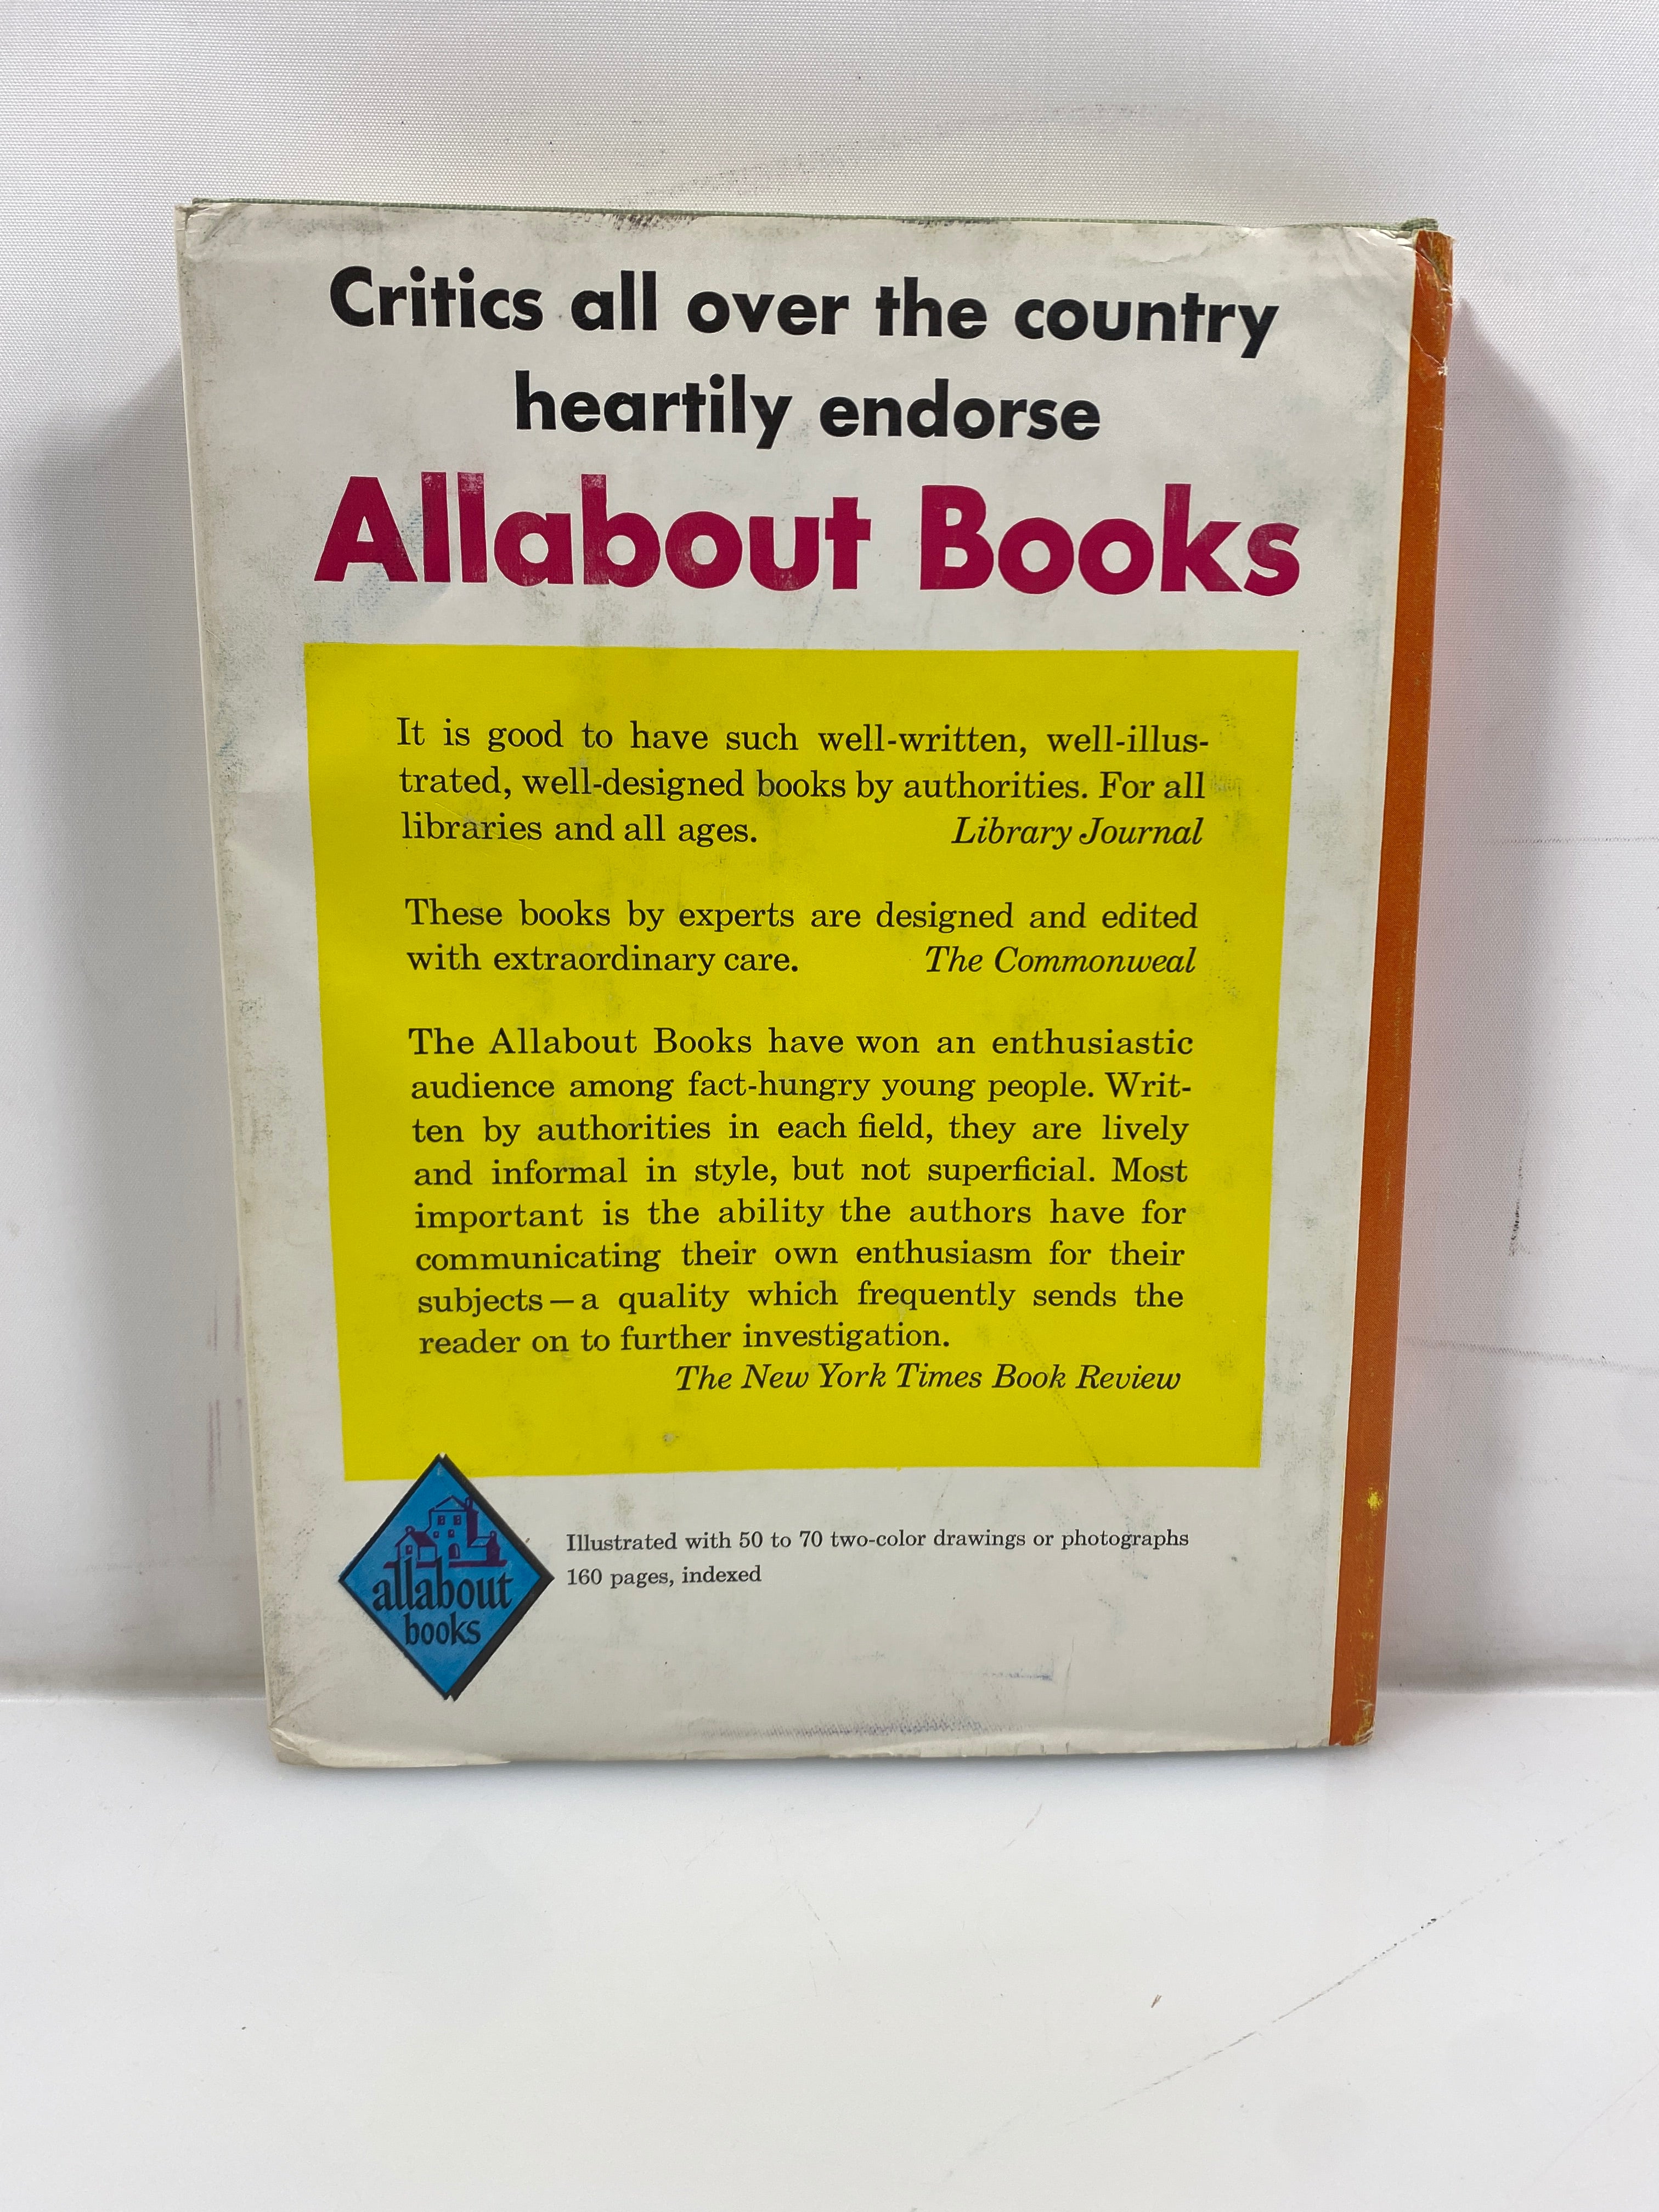 Critics all over the country
heartily endorse
Allabout Books
It is good to have such well-written, well-illus-
trated, well-designed books by authorities. For all
libraries and all ages. Library Journal
These books by experts are designed and edited
with extraordinary care. The Commonweal
The Allabout Books have won an enthusiastic
audience among fact-hungry young people. Writ-
ten by authorities in each field, they are lively
and informal in style, but not superficial. Most
important is the ability the authors have for
communicating their own enthusiasm for their
subjects—a quality which frequently sends the
reader on to further investigation.
The New York Times Book Review
allabout
books
Illustrated with 50 to 70 two-color drawings or photographs
160 pages, indexed